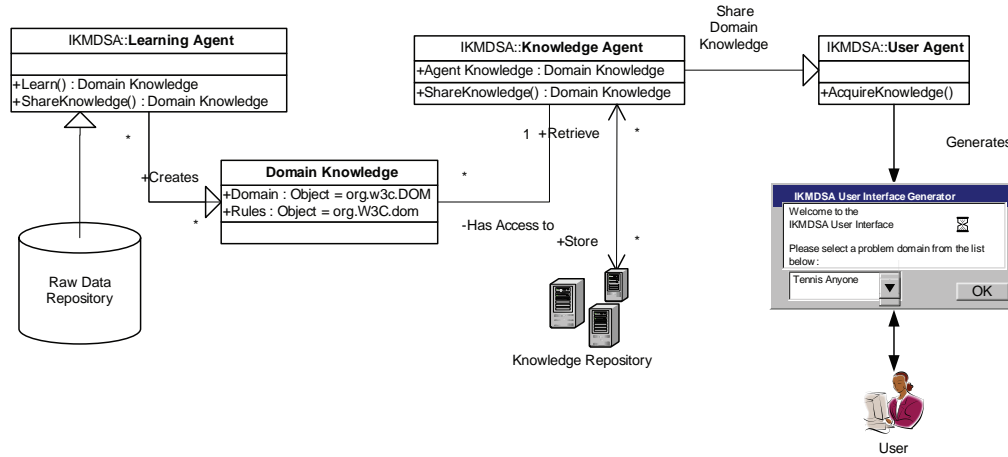 Share
Domain
Knowledge
IKMDSA::Learning Agent
+Learn() : Domain Knowledge
+ShareKnowledge() : Domain Knowledge
IKMDSA::Knowledge Agent
+Agent Knowledge : Domain Knowledge
+ShareKnowledge() : Domain Knowledge
IKMDSA::User Agent
+AcquireKnowledge()
*
+Creates
*
Domain Knowledge
+Domain : Object = org.w3c.DOM
+Rules : Object = org.W3C.dom
*
1
+Retrieve
*
-Has Access to
+Store
*
Generates
IKMDSA User Interface Generator
Welcome to the
IKMDSA User Interface
Please select a problem domain from the list
below :
Tennis Anyone
OK
Raw Data
Repository
Knowledge Repository
User